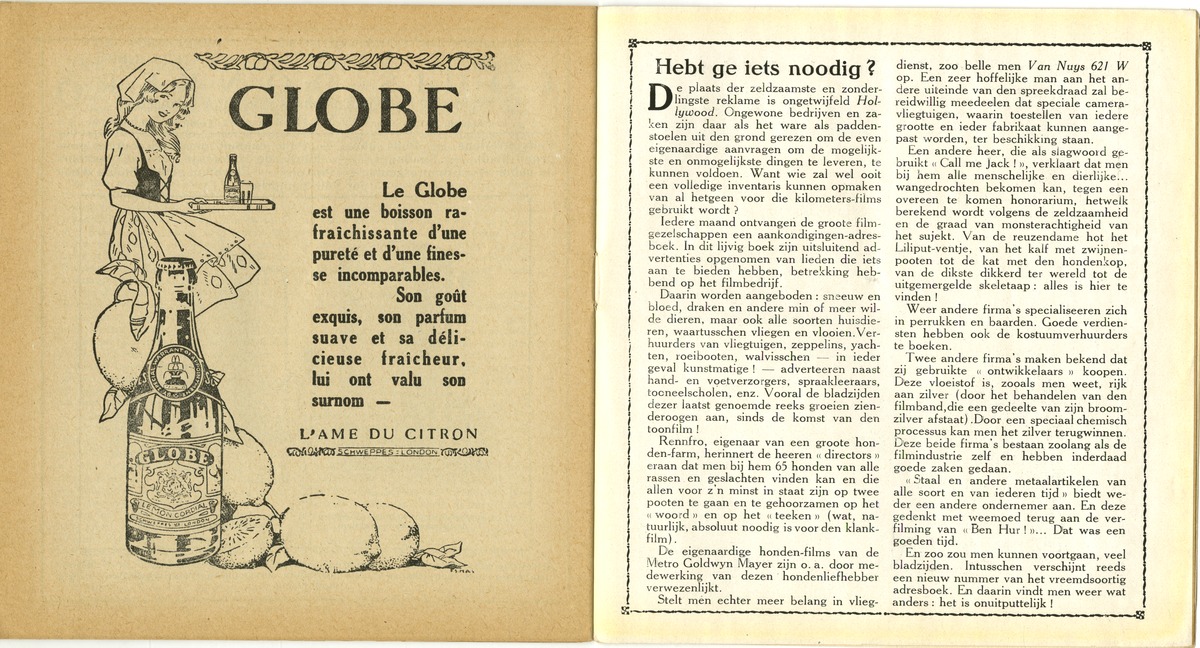 GLOBE
Le Globe
est une boisson ra-
fraîchissante d'une
pureté et d'une fines-
se incomparables.
Son goût
exquis, son parfum
suave et sa déli-
cieuse fraîcheur,
lui ont valu son
surnom —
L'AME DU CITRON
SCHWEPPES : LONDON
GLOBE
LEMON CORDIAL
SCHWEPPES OF LONDON
Hebt ge iets noodig ?
De plaats der zeldzaamste en zonder-
lingste reklame is ongetwijfeld Hol-
lywood. Ongewone bedrijven en za-
ken zijn daar als het ware als padden-
stoelen uit den grond gerezen om de even
eigenaardige aanvragen om de mogelijk-
ste en onmogelijkste dingen te leveren, te
kunnen voldoen. Want wie zal wel ooit
een volledige inventaris kunnen opmaken
van al hetgeen voor die kilometers-films
gebruikt wordt ?
Iedere maand ontvangen de groote film-
gezelschappen een aankondigingen-adres-
boek. In dit lijvig boek zijn uitsluitend ad-
vertenties opgenomen van lieden die iets
aan te bieden hebben, betrekking heb-
bend op het filmbedrijf.
Daarin worden aangeboden : sneeuw en
bloed, draken en andere min of meer wil-
de dieren, maar ook alle soorten huisdie-
ren, waartusschen vliegen en vlooien. Ver-
huurders van vliegtuigen, zeppelins, yach-
ten, roeibooten, walvisschen — in ieder
geval kunstmatige ! — adverteeren naast
hand- en voetverzorgers, spraakleeraars,
tooneelscholen, enz. Vooral de bladzijden
dezer laatst genoemde reeks groeien zien-
deroogen aan, sinds de komst van den
toonfilm !
Rennfro, eigenaar van een groote hon-
den-farm, herinnert de heeren « directors »
eraan dat men bij hem 65 honden van alle
rassen en geslachten vinden kan en die
allen voor z'n minst in staat zijn op twee
pooten te gaan en te gehoorzamen op het
« woord » en op het « teeken » (wat, na-
tuurlijk, absoluut noodig is voor den klank-
film).
De eigenaardige honden-films van de
Metro Goldwyn Mayer zijn o. a. door me-
dewerking van dezen hondenliefhebber
verwezenlijkt.
Stelt men echter meer belang in vlieg-
dienst, zoo belle men Van Nuys 621 W
op. Een zeer hoffelijke man aan het an-
dere uiteinde van den spreekdraad zal be-
reidwillig meedeelen dat speciale camera-
vliegtuigen, waarin toestellen van iedere
grootte en ieder fabrikaat kunnen aange-
past worden, ter beschikking staan.
Een andere heer, die als slagwoord ge-
bruikt « Call me Jack ! », verklaart dat men
bij hem alle menschelijke en dierlijke...
wangedrochten bekomen kan, tegen een
overeen te komen honorarium, hetwelk
berekend wordt volgens de zeldzaamheid
en de graad van monsterachtigheid van
het sujekt. Van de reuzendame hot het
Liliput-ventje, van het kalf met zwijnen-
pooten tot de kat met den hondenkop,
van de dikste dikkerd ter wereld tot de
uitgemergelde skeletaap : alles is hier te
vinden !
Weer andere firma's specialiseeren zich
in perrukken en baarden. Goede verdien-
sten hebben ook de kostuumverhuurders
te boeken.
Twee andere firma's maken bekend dat
zij gebruikte « ontwikkelaars » koopen.
Deze vloeistof is, zooals men weet, rijk
aan zilver (door het behandelen van den
filmband, die een gedeelte van zijn broom-
zilver afstaat). Door een speciaal chemisch
processus kan men het zilver terugwinnen.
Deze beide firma's bestaan zoolang als de
filmindustrie zelf en hebben inderdaad
goede zaken gedaan.
« Staal en andere metaalartikelen van
alle soort en van iederen tijd » biedt we-
der een andere ondernemer aan. En deze
gedenkt met weemoed terug aan de ver-
filming van « Ben Hur ! »... Dat was een
goeden tijd.
En zoo zou men kunnen voortgaan, veel
bladzijden. Intusschen verschijnt reeds
een nieuw nummer van het vreemdsoortig
adresboek. En daarin vindt men weer wat
anders : het is onuitputtelijk !